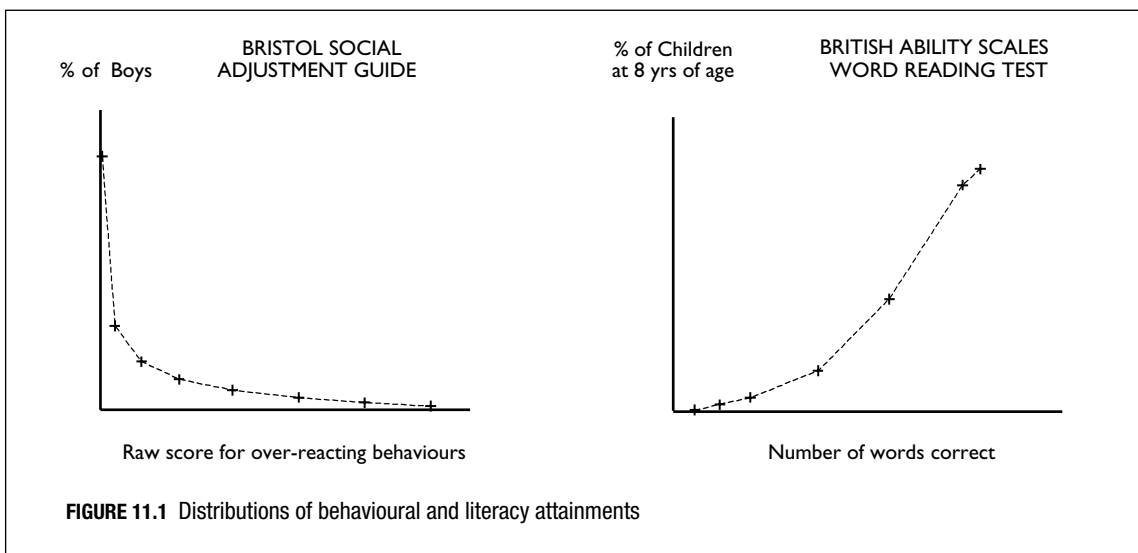 % of Boys
BRISTOL SOCIAL
ADJUSTMENT GUIDE
Raw score for over-reacting behaviours
% of Children
at 8 yrs of age
BRITISH ABILITY SCALES
WORD READING TEST
Number of words correct
FIGURE 11.1 Distributions of behavioural and literacy attainments